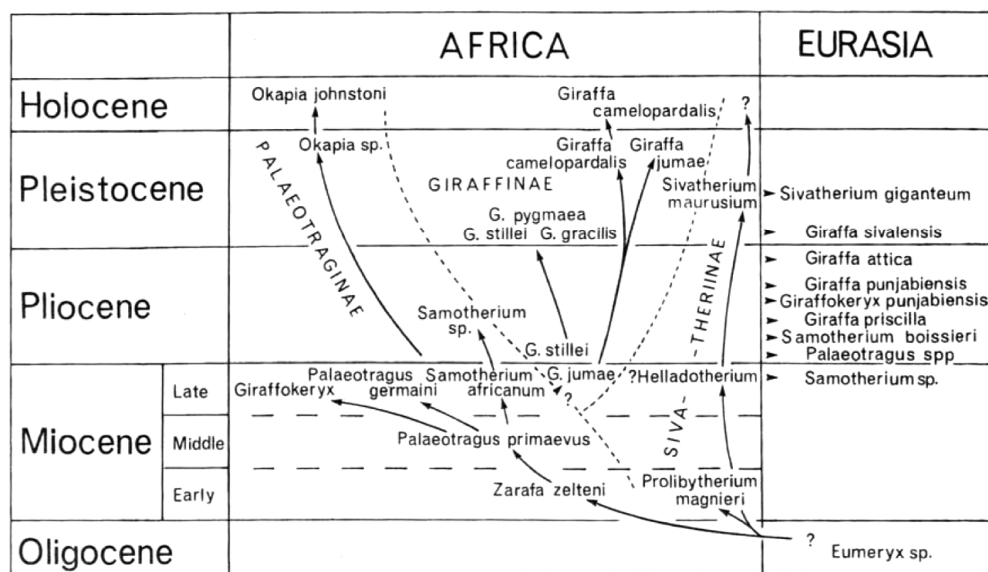 AFRICA
EURASIA
Holocene
Okapia johnstoni
Giraffa
camelopardalis
?
Pleistocene
Okapia sp.
Giraffa
camelopardalis
Giraffa
jumae
PALAEOTRAGINAE
GIRAFFINAE
Sivatherium
maurusium
Sivatherium giganteum
G. pygmaea
G. stillei G. gracilis
Giraffa sivalensis
SIVA-THERIINAE
Pliocene
Giraffa attica
Giraffa punjabiensis
Giraffokeryx punjabiensis
Samotherium
sp.
Giraffa priscilla
Samotherium boissieri
G. stillei
Palaeotragus spp
Miocene
Late
Giraffokeryx
Palaeotragus
germaini
Samotherium
africanum
G. jumae
?
?Helladotherium
Samotherium sp.
Middle
Palaeotragus primaevus
Early
Zarafa zelteni
Prolibytherium
magnieri
Oligocene
?
Eumeryx sp.